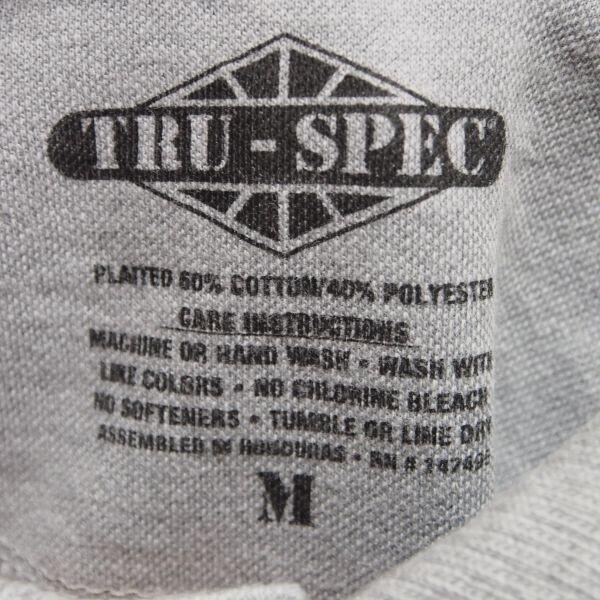 TRU-SPEC
PLAITED 60% COTTON/40% POLYESTER
CARE INSTRUCTIONS
MACHINE OR HAND WASH • WASH WITH
LIKE COLORS • NO CHLORINE BLEACH
NO SOFTENERS • TUMBLE OR LINE DRY
ASSEMBLED IN HONDURAS • RN #
M